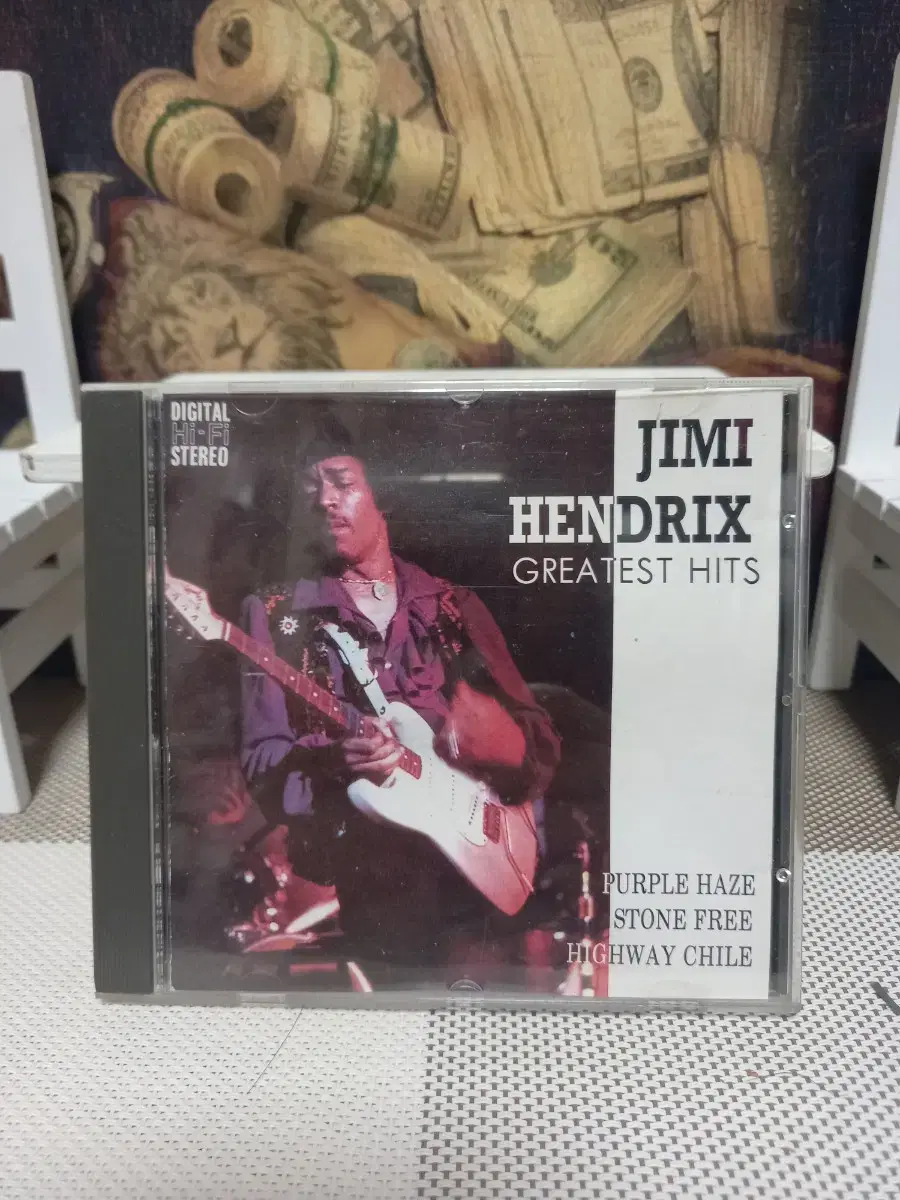 DIGITAL
Hi-Fi
STEREO
JIMI
HENDRIX
GREATEST HITS
PURPLE HAZE
STONE FREE
HIGHWAY CHILE